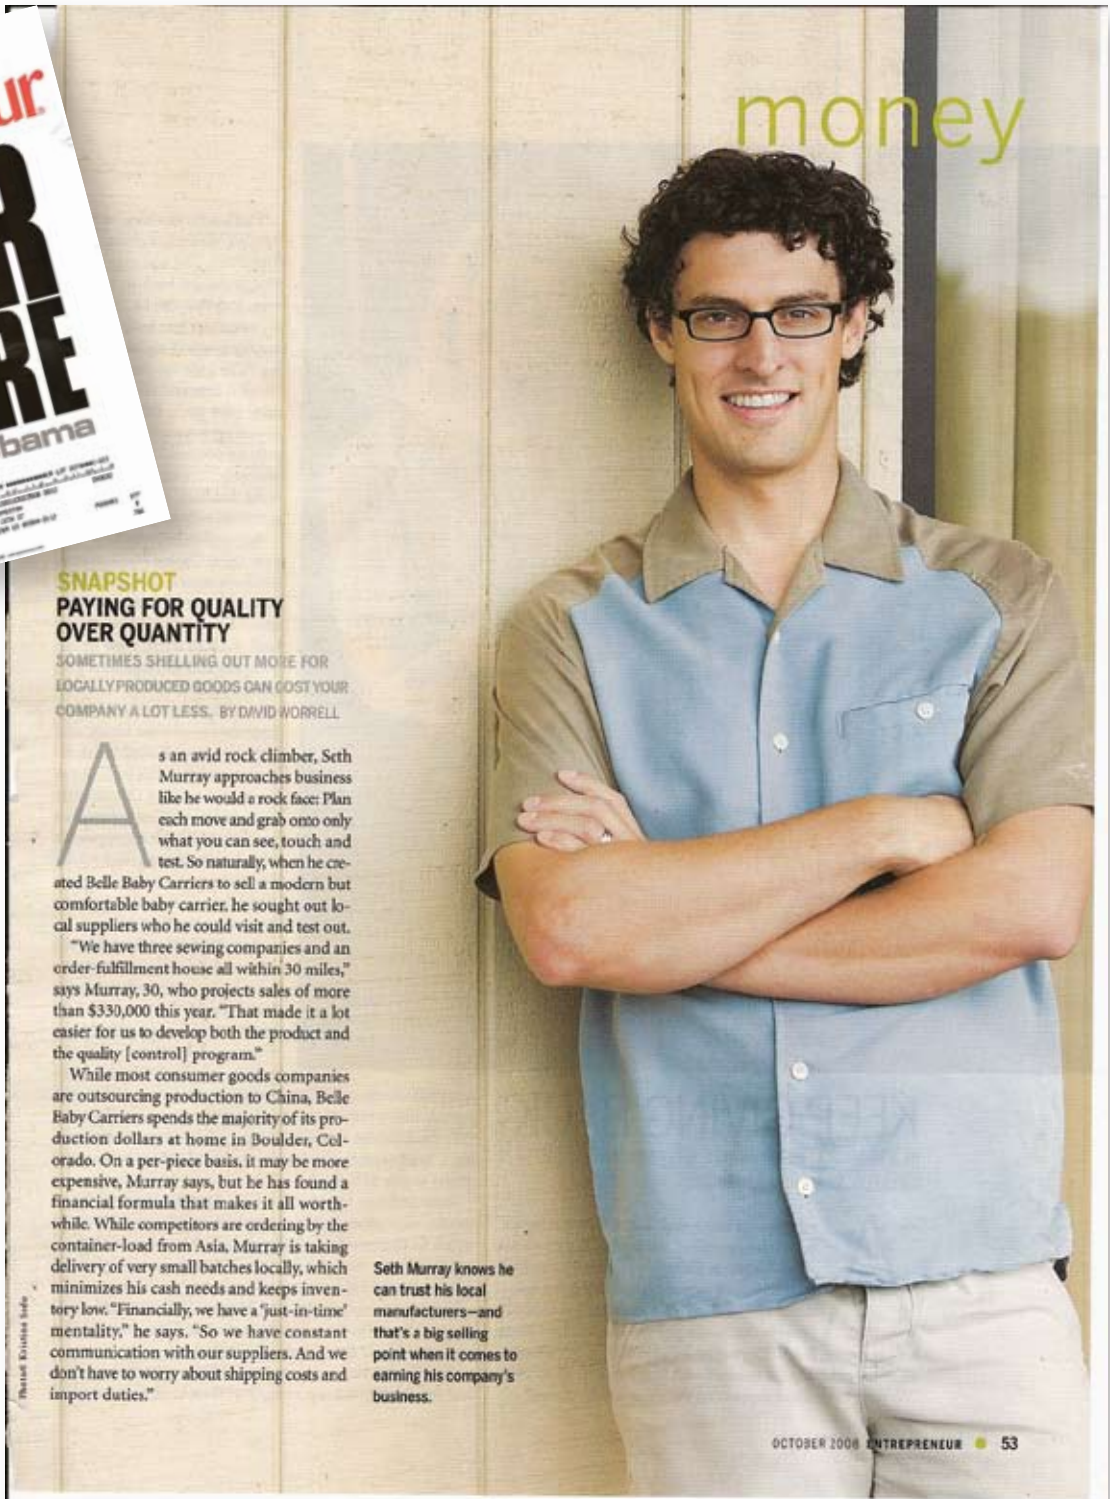 ur
R
RE
bama
money
SNAPSHOT
PAYING FOR QUALITY
OVER QUANTITY
SOMETIMES SHELLING OUT MORE FOR
LOCALLY PRODUCED GOODS CAN COST YOUR
COMPANY A LOT LESS. BY DAVID WORRELL
As an avid rock climber, Seth
Murray approaches business
like he would a rock face: Plan
each move and grab onto only
what you can see, touch and
test. So naturally, when he cre-
ated Belle Baby Carriers to sell a modern but
comfortable baby carrier, he sought out lo-
cal suppliers who he could visit and test out.
"We have three sewing companies and an
order-fulfillment house all within 30 miles,"
says Murray, 30, who projects sales of more
than $330,000 this year. "That made it a lot
easier for us to develop both the product and
the quality [control] program."
While most consumer goods companies
are outsourcing production to China, Belle
Baby Carriers spends the majority of its pro-
duction dollars at home in Boulder, Col-
orado. On a per-piece basis, it may be more
expensive, Murray says, but he has found a
financial formula that makes it all worth-
while. While competitors are ordering by the
container-load from Asia, Murray is taking
delivery of very small batches locally, which
minimizes his cash needs and keeps inven-
tory low. "Financially, we have a 'just-in-time'
mentality," he says. "So we have constant
communication with our suppliers. And we
don't have to worry about shipping costs and
import duties."
Seth Murray knows he
can trust his local
manufacturers—and
that's a big selling
point when it comes to
earning his company's
business.
OCTOBER 2008 ENTREPRENEUR • 53